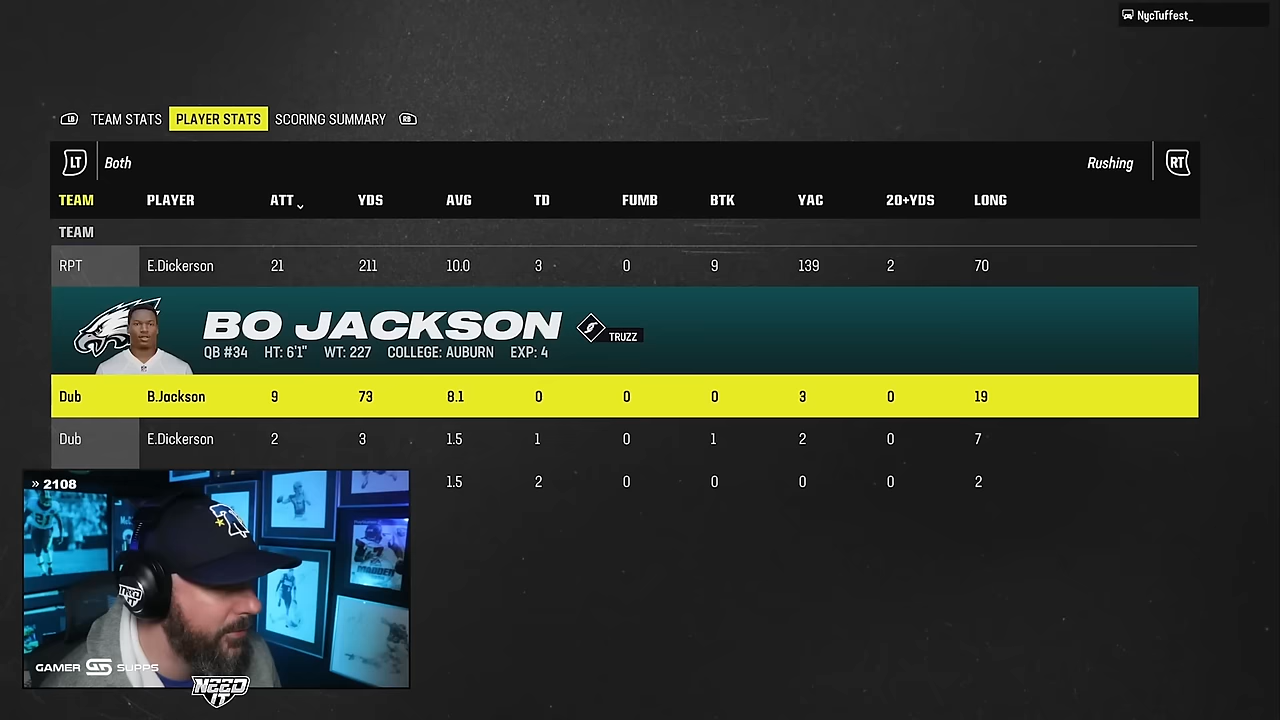 NycTuffest_
LB TEAM STATS PLAYER STATS SCORING SUMMARY RB
LT Both Rushing RT
TEAM PLAYER ATT YDS AVG TD FUMB BTK YAC 20+YDS LONG
TEAM
RPT E.Dickerson 21 211 10.0 3 0 9 139 2 70
BO JACKSON TRUZZ
QB #34 HT: 6'1" WT: 227 COLLEGE: AUBURN EXP: 4
Dub B.Jackson 9 73 8.1 0 0 0 3 0 19
Dub E.Dickerson 2 3 1.5 1 0 1 2 0 7
1.5 2 0 0 0 0 2
» 2108
MADDEN
GAMER GS SUPPS
NEED IT